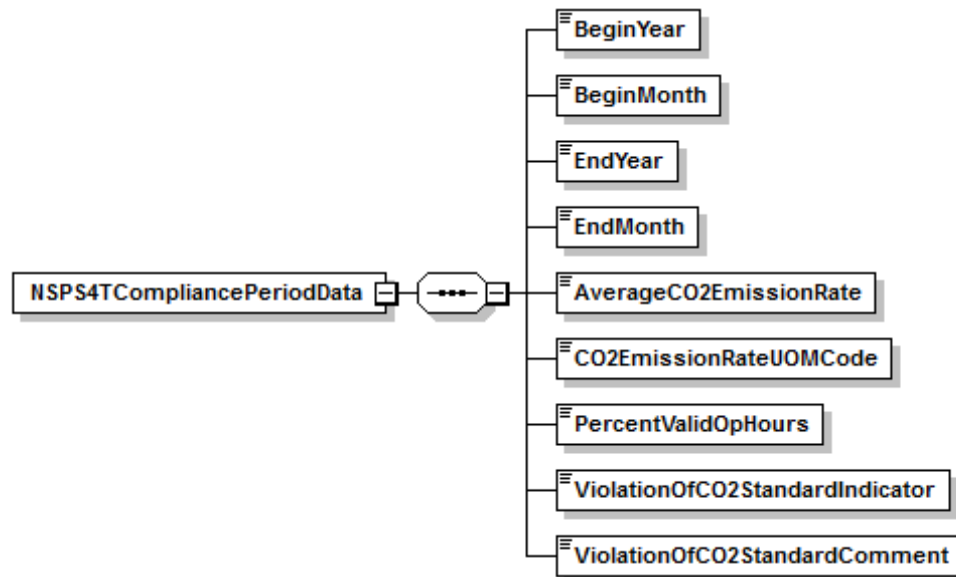 BeginYear
BeginMonth
EndYear
EndMonth
NSPS4TCompliancePeriodData
AverageCO2EmissionRate
CO2EmissionRateUOMCode
PercentValidOpHours
ViolationOfCO2StandardIndicator
ViolationOfCO2StandardComment